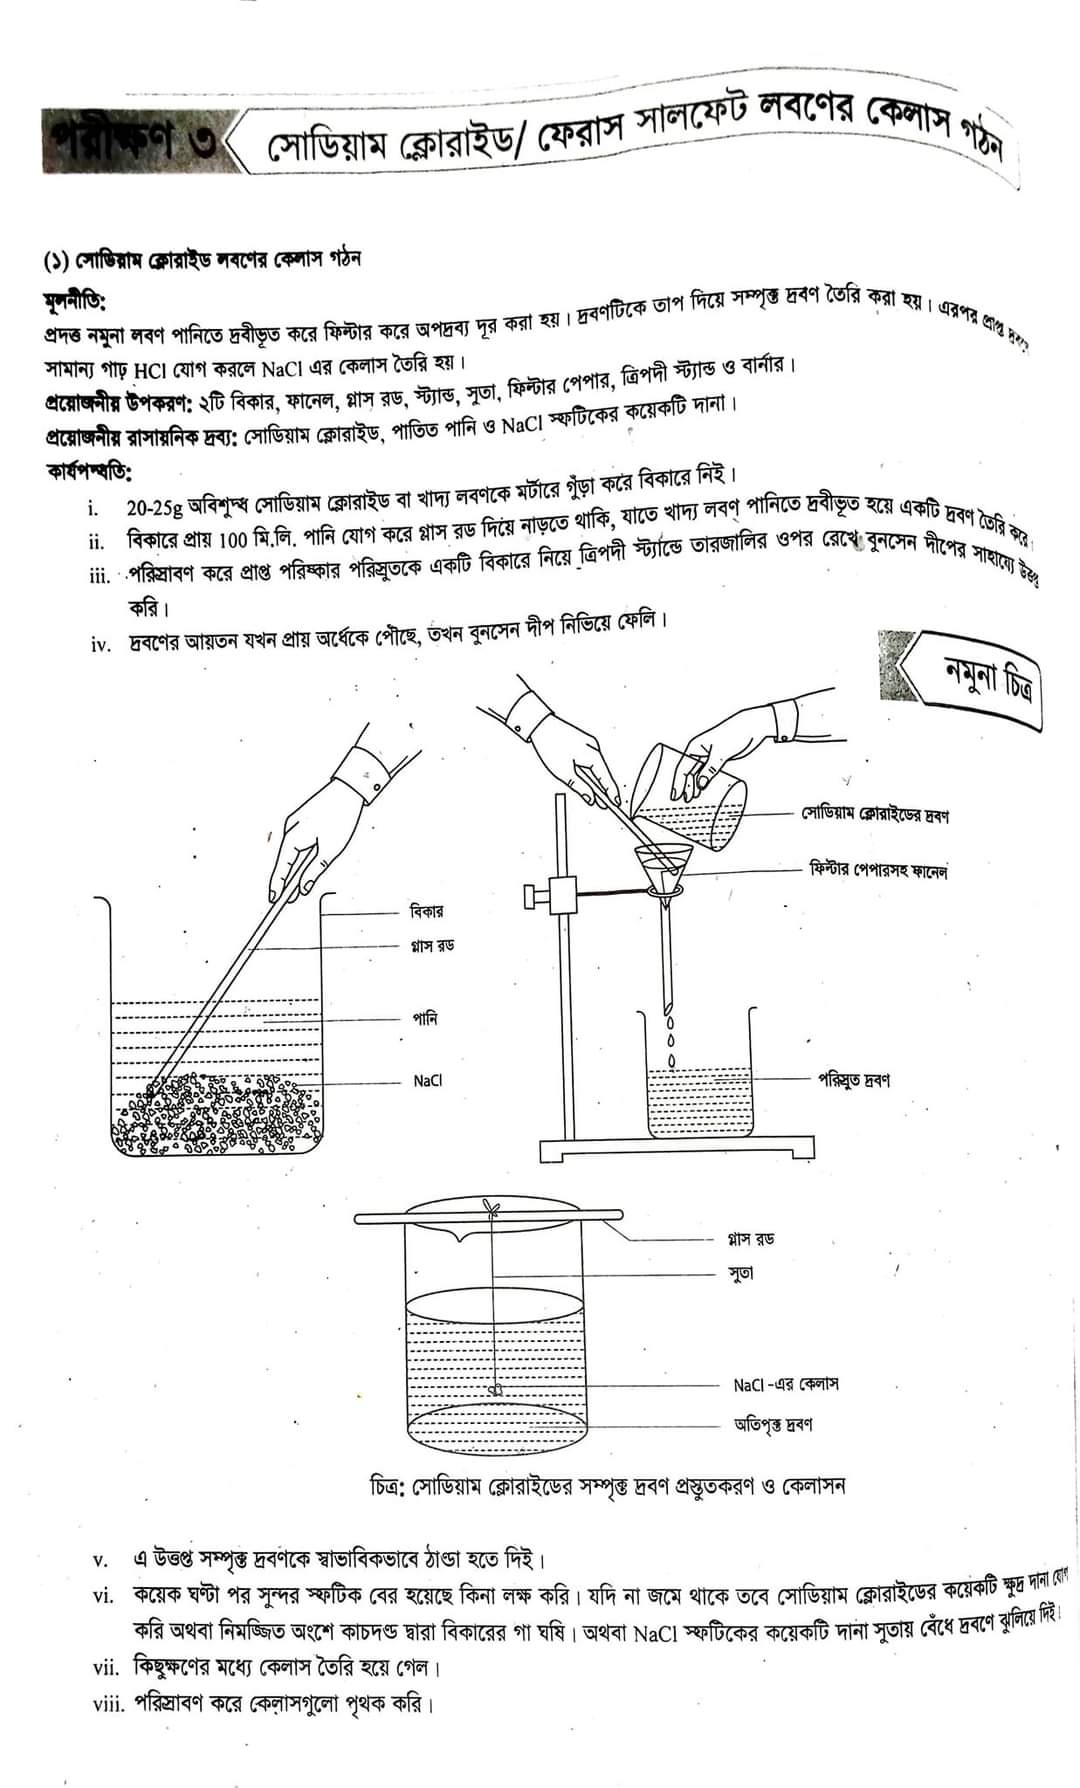 পরীক্ষণ ৩
সোডিয়াম ক্লোরাইড/ ফেরাস সালফেট লবণের কেলাস গঠন
(১) সোডিয়াম ক্লোরাইড লবণের কেলাস গঠন
মূলনীতি:
প্রদত্ত নমুনা লবণ পানিতে দ্রবীভূত করে ফিল্টার করে অপদ্রব্য দূর করা হয়। দ্রবণটিকে তাপ দিয়ে সম্পৃক্ত দ্রবণ তৈরি করা হয়। এরপর প্রাপ্ত দ্রবণে
সামান্য গাঢ় HCl যোগ করলে NaCl এর কেলাস তৈরি হয়।
প্রয়োজনীয় উপকরণ: ২টি বিকার, ফানেল, গ্লাস রড, স্ট্যান্ড, সুতা, ফিল্টার পেপার, ত্রিপদী স্ট্যান্ড ও বার্নার।
প্রয়োজনীয় রাসায়নিক দ্রব্য: সোডিয়াম ক্লোরাইড, পাতিত পানি ও NaCl স্ফটিকের কয়েকটি দানা।
কার্যপদ্ধতি:
i. 20-25g অবিশুদ্ধ সোডিয়াম ক্লোরাইড বা খাদ্য লবণকে মর্টারে গুঁড়া করে বিকারে নিই।
ii. বিকারে প্রায় 100 মি.লি. পানি যোগ করে গ্লাস রড দিয়ে নাড়তে থাকি, যাতে খাদ্য লবণ পানিতে দ্রবীভূত হয়ে একটি দ্রবণ তৈরি করে।
iii. পরিস্রাবণ করে প্রাপ্ত পরিষ্কার পরিস্রুতকে একটি বিকারে নিয়ে ত্রিপদী স্ট্যান্ডে তারজালির ওপর রেখে বুনসেন দীপের সাহায্যে উত্তপ্ত
করি।
iv. দ্রবণের আয়তন যখন প্রায় অর্ধেকে পৌছে, তখন বুনসেন দীপ নিভিয়ে ফেলি।
নমুনা চিত্র
সোডিয়াম ক্লোরাইডের দ্রবণ
ফিল্টার পেপারসহ ফানেল
বিকার
গ্লাস রড
পানি
NaCl
পরিস্রুত দ্রবণ
গ্লাস রড
সুতা
NaCl -এর কেলাস
অতিপৃক্ত দ্রবণ
চিত্র: সোডিয়াম ক্লোরাইডের সম্পৃক্ত দ্রবণ প্রস্তুতকরণ ও কেলাসন
v. এ উত্তপ্ত সম্পৃক্ত দ্রবণকে স্বাভাবিকভাবে ঠাণ্ডা হতে দিই।
vi. কয়েক ঘণ্টা পর সুন্দর স্ফটিক বের হয়েছে কিনা লক্ষ করি। যদি না জমে থাকে তবে সোডিয়াম ক্লোরাইডের কয়েকটি ক্ষুদ্র দানা যোগ
করি অথবা নিমজ্জিত অংশে কাচদণ্ড দ্বারা বিকারের গা ঘষি। অথবা NaCl স্ফটিকের কয়েকটি দানা সুতায় বেঁধে দ্রবণে ঝুলিয়ে দিই।
vii. কিছুক্ষণের মধ্যে কেলাস তৈরি হয়ে গেল।
viii. পরিস্রাবণ করে কেলাসগুলো পৃথক করি।